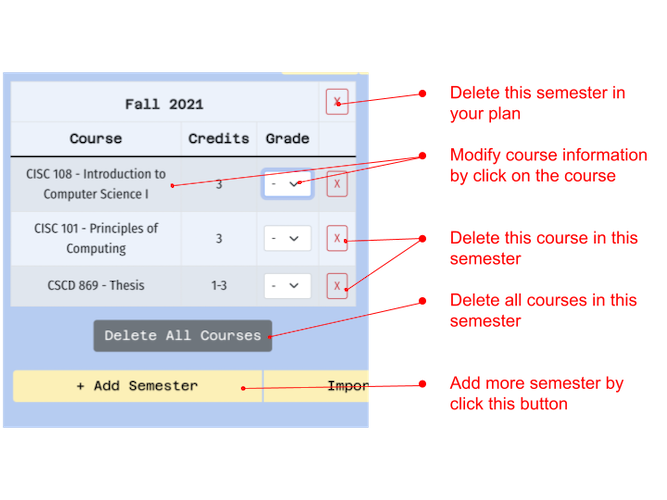 Fall 2021
X
Delete this semester in
your plan
Course Credits Grade
Modify course information
by click on the course
CISC 108 - Introduction to
Computer Science I
3
-
X
CISC 101 - Principles of
Computing
3
-
X
Delete this course in this
semester
CSCD 869 - Thesis
1-3
-
X
Delete all courses in this
semester
Delete All Courses
+ Add Semester
Impor
Add more semester by
click this button